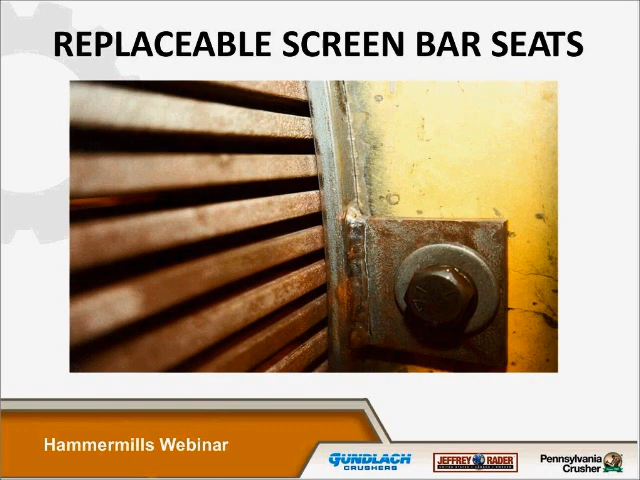 REPLACEABLE SCREEN BAR SEATS
Hammermills Webinar
GUNDLACH
CRUSHERS
JEFFREY RADER
Pennsylvania
Crusher